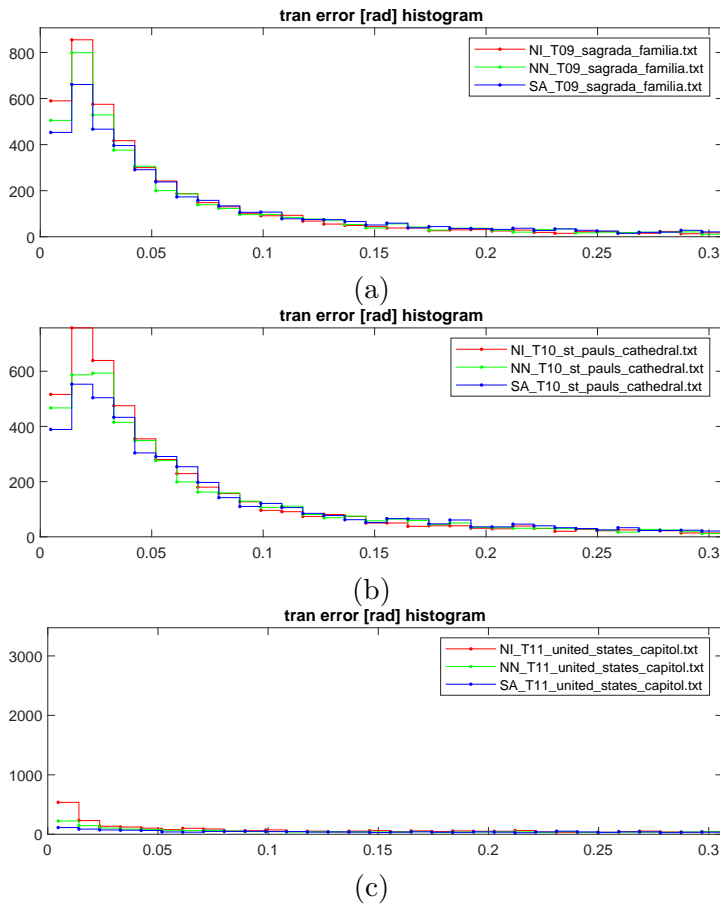 tran error [rad] histogram
800
600
400
200
0
NI_T09_sagrada_familia.txt
NN_T09_sagrada_familia.txt
SA_T09_sagrada_familia.txt
0 0.05 0.1 0.15 0.2 0.25 0.3
(a)
tran error [rad] histogram
600
400
200
0
NI_T10_st_pauls_cathedral.txt
NN_T10_st_pauls_cathedral.txt
SA_T10_st_pauls_cathedral.txt
0 0.05 0.1 0.15 0.2 0.25 0.3
(b)
tran error [rad] histogram
3000
2000
1000
0
NI_T11_united_states_capitol.txt
NN_T11_united_states_capitol.txt
SA_T11_united_states_capitol.txt
0 0.05 0.1 0.15 0.2 0.25 0.3
(c)